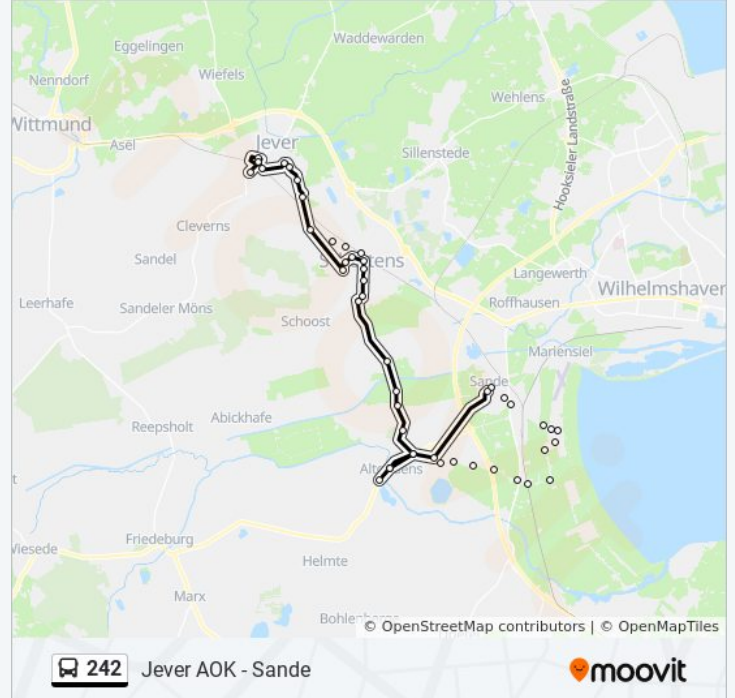 Waddewarden
Eggelingen
Wiefels
Nenndorf
Wehlens
Wittmund
Asel
Jever
Hooksieler Landstraße
Sillenstede
Cleverns
Sandel
tens
Langewerth
Leerhafe
Sandeler Möns
Roffhausen
Wilhelmshaven
Schoost
Mariensiel
Sande
Abickhafe
Reepsholt
Friedeburg
Wiesede
Helmte
Marx
© OpenStreetMap contributors | © OpenMapTiles
242 Jever AOK - Sande
moovit